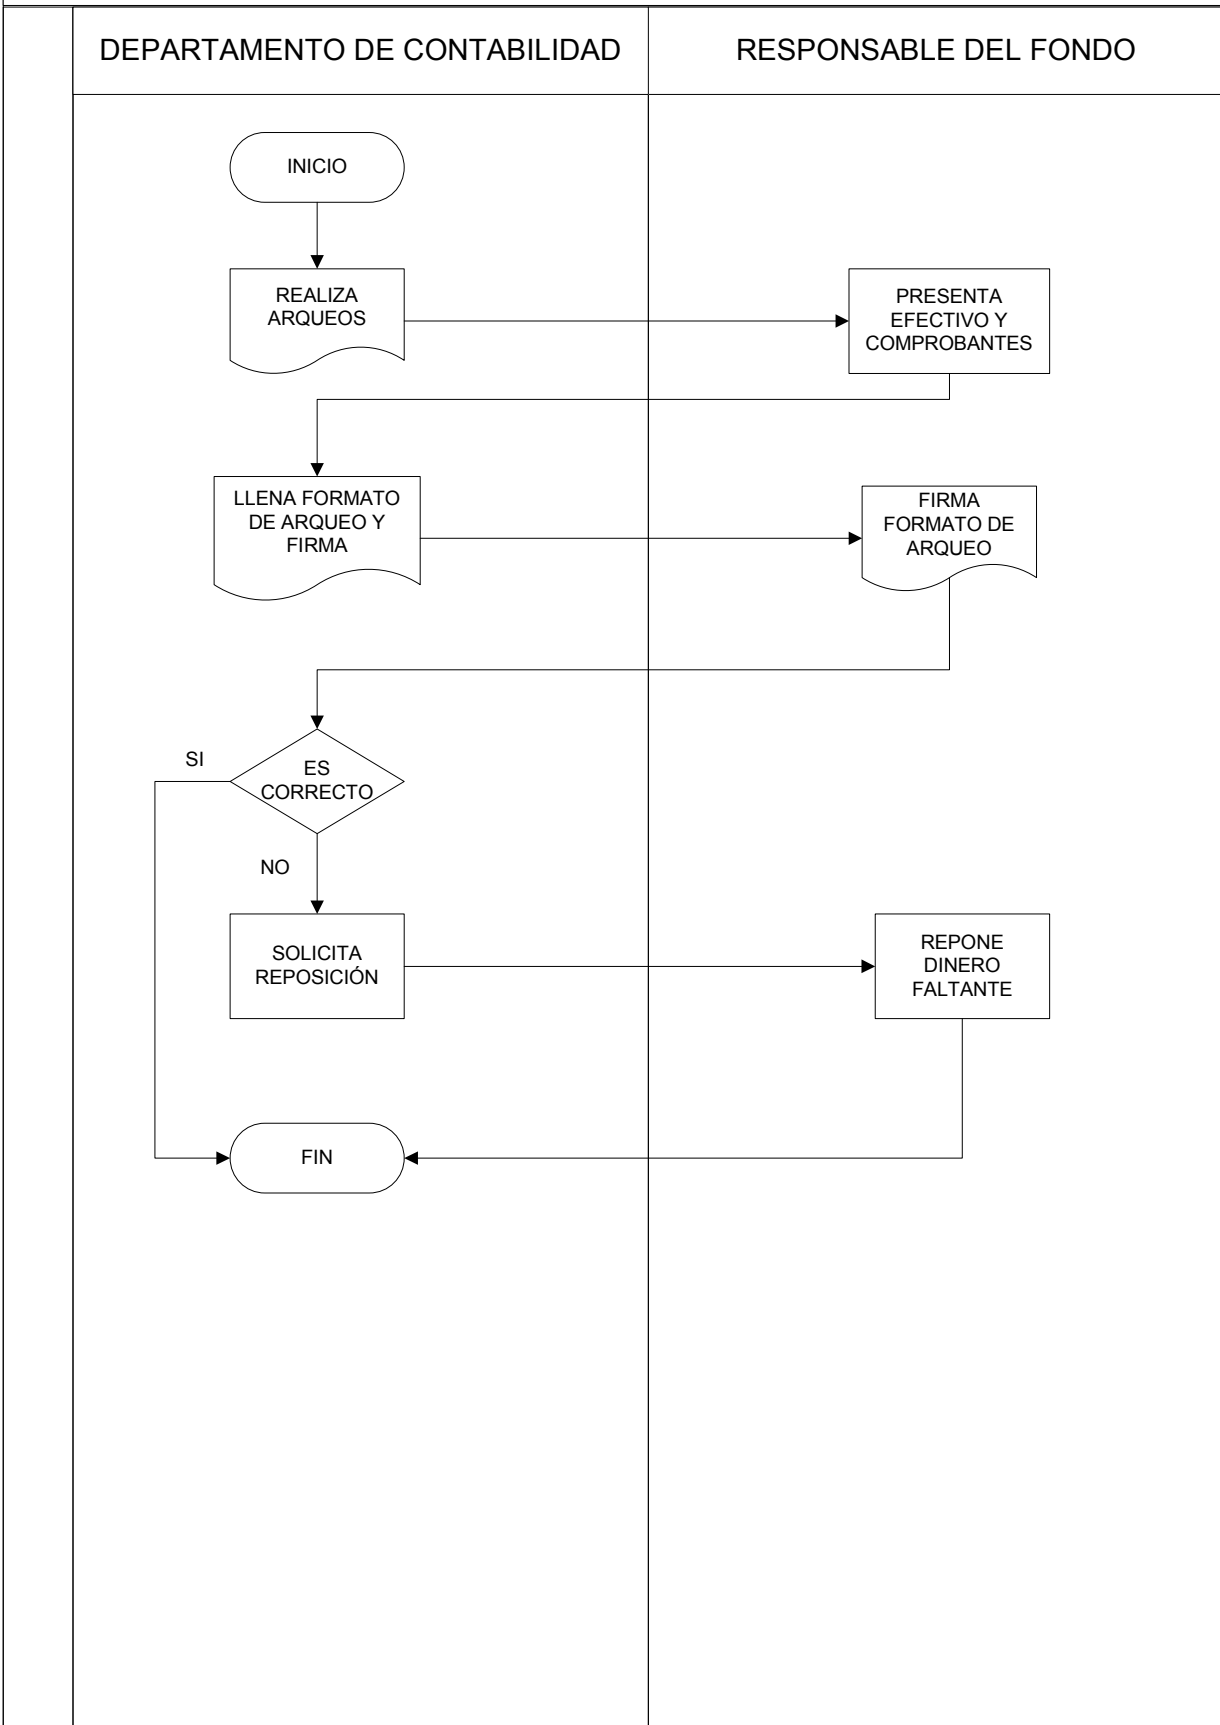 DEPARTAMENTO DE CONTABILIDAD
RESPONSABLE DEL FONDO
INICIO
REALIZA
ARQUEOS
PRESENTA
EFECTIVO Y
COMPROBANTES
LLENA FORMATO
DE ARQUEO Y
FIRMA
FIRMA
FORMATO DE
ARQUEO
SI
ES
CORRECTO
NO
SOLICITA
REPOSICIÓN
REPONE
DINERO
FALTANTE
FIN